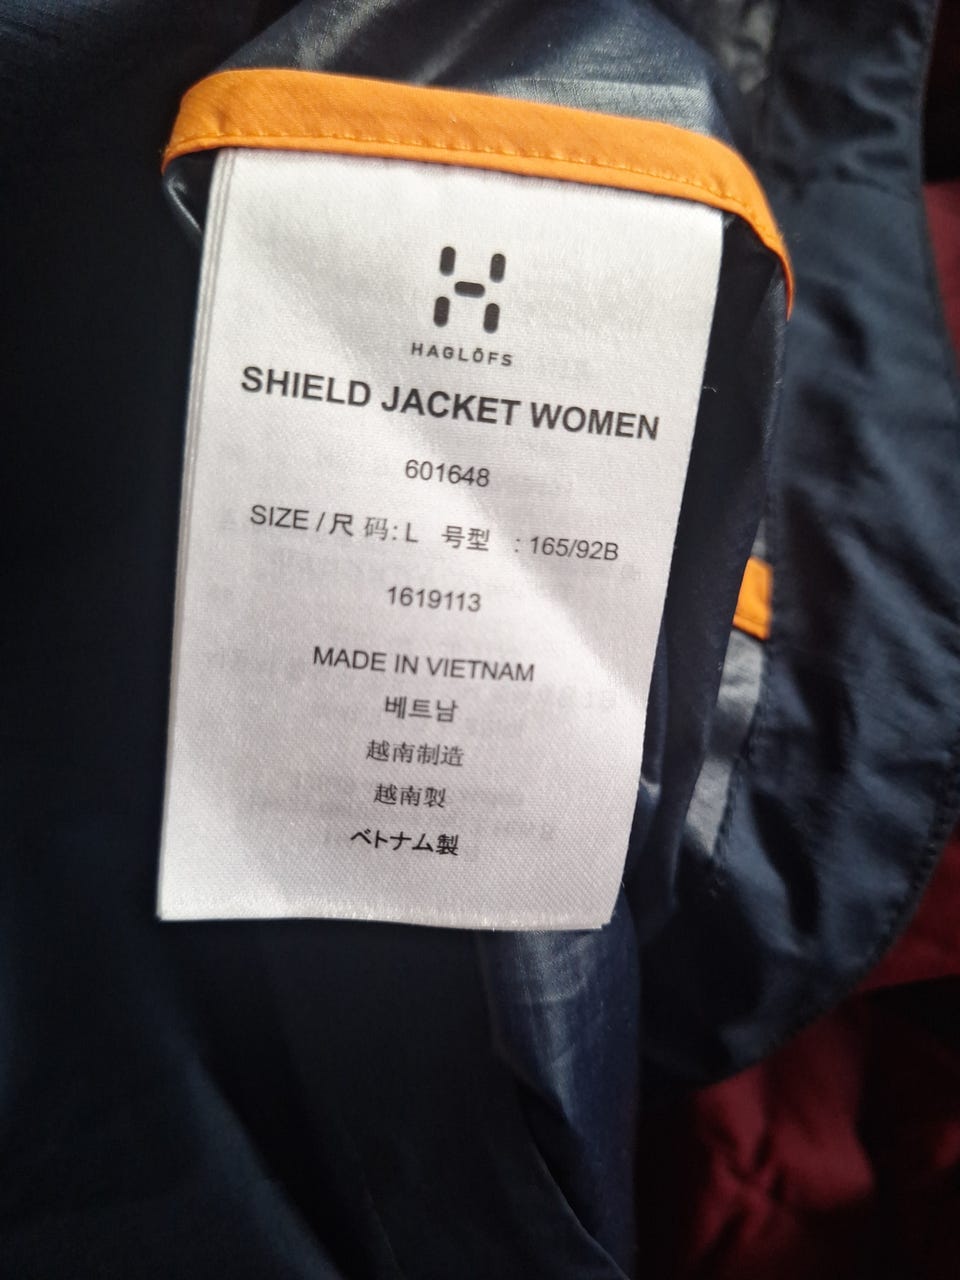 HAGLÖFS
SHIELD JACKET WOMEN
601648
SIZE / 尺 码: L 号型 : 165/92B
1619113
MADE IN VIETNAM
베트남
越南制造
越南製
ベトナム製